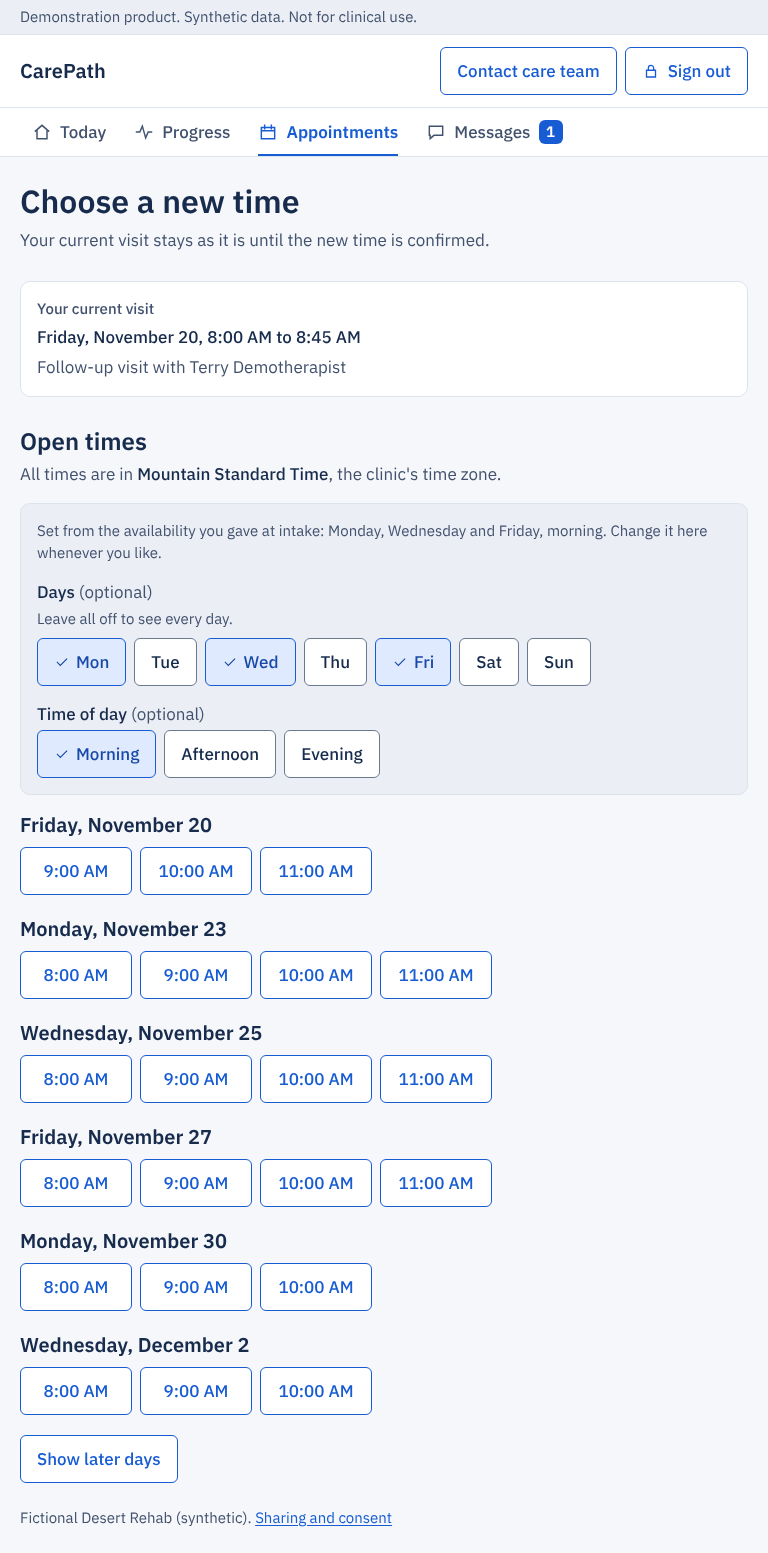 Demonstration product. Synthetic data. Not for clinical use.
CarePath
Contact care team
Sign out
Today
Progress
Appointments
Messages 1
Choose a new time
Your current visit stays as it is until the new time is confirmed.
Your current visit
Friday, November 20, 8:00 AM to 8:45 AM
Follow-up visit with Terry Demotherapist
Open times
All times are in Mountain Standard Time, the clinic's time zone.
Set from the availability you gave at intake: Monday, Wednesday and Friday, morning. Change it here
whenever you like.
Days (optional)
Leave all off to see every day.
Mon Tue Wed Thu Fri Sat Sun
Time of day (optional)
Morning Afternoon Evening
Friday, November 20
9:00 AM 10:00 AM 11:00 AM
Monday, November 23
8:00 AM 9:00 AM 10:00 AM 11:00 AM
Wednesday, November 25
8:00 AM 9:00 AM 10:00 AM 11:00 AM
Friday, November 27
8:00 AM 9:00 AM 10:00 AM 11:00 AM
Monday, November 30
8:00 AM 9:00 AM 10:00 AM
Wednesday, December 2
8:00 AM 9:00 AM 10:00 AM
Show later days
Fictional Desert Rehab (synthetic). Sharing and consent